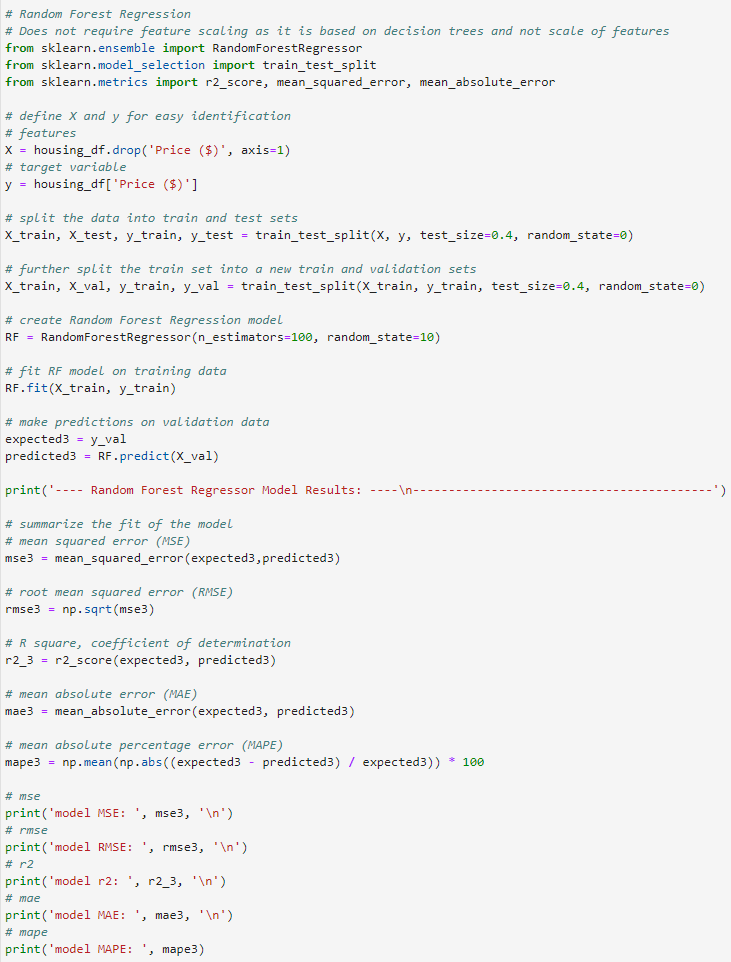 # Random Forest Regression
# Does not require feature scaling as it is based on decision trees and not scale of features
from sklearn.ensemble import RandomForestRegressor
from sklearn.model_selection import train_test_split
from sklearn.metrics import r2_score, mean_squared_error, mean_absolute_error
# define X and y for easy identification
# features
X = housing_df.drop('Price ($)', axis=1)
# target variable
y = housing_df['Price ($)']
# split the data into train and test sets
X_train, X_test, y_train, y_test = train_test_split(X, y, test_size=0.4, random_state=0)
# further split the train set into a new train and validation sets
X_train, X_val, y_train, y_val = train_test_split(X_train, y_train, test_size=0.4, random_state=0)
# create Random Forest Regression model
RF = RandomForestRegressor(n_estimators=100, random_state=10)
# fit RF model on training data
RF.fit(X_train, y_train)
# make predictions on validation data
expected3 = y_val
predicted3 = RF.predict(X_val)
print('---- Random Forest Regressor Model Results: ----\n------------------------------------------')
# summarize the fit of the model
# mean squared error (MSE)
mse3 = mean_squared_error(expected3,predicted3)
# root mean squared error (RMSE)
rmse3 = np.sqrt(mse3)
# R square, coefficient of determination
r2_3 = r2_score(expected3, predicted3)
# mean absolute error (MAE)
mae3 = mean_absolute_error(expected3, predicted3)
# mean absolute percentage error (MAPE)
mape3 = np.mean(np.abs((expected3 - predicted3) / expected3)) * 100
# mse
print('model MSE: ', mse3, '\n')
# rmse
print('model RMSE: ', rmse3, '\n')
# r2
print('model r2: ', r2_3, '\n')
# mae
print('model MAE: ', mae3, '\n')
# mape
print('model MAPE: ', mape3)